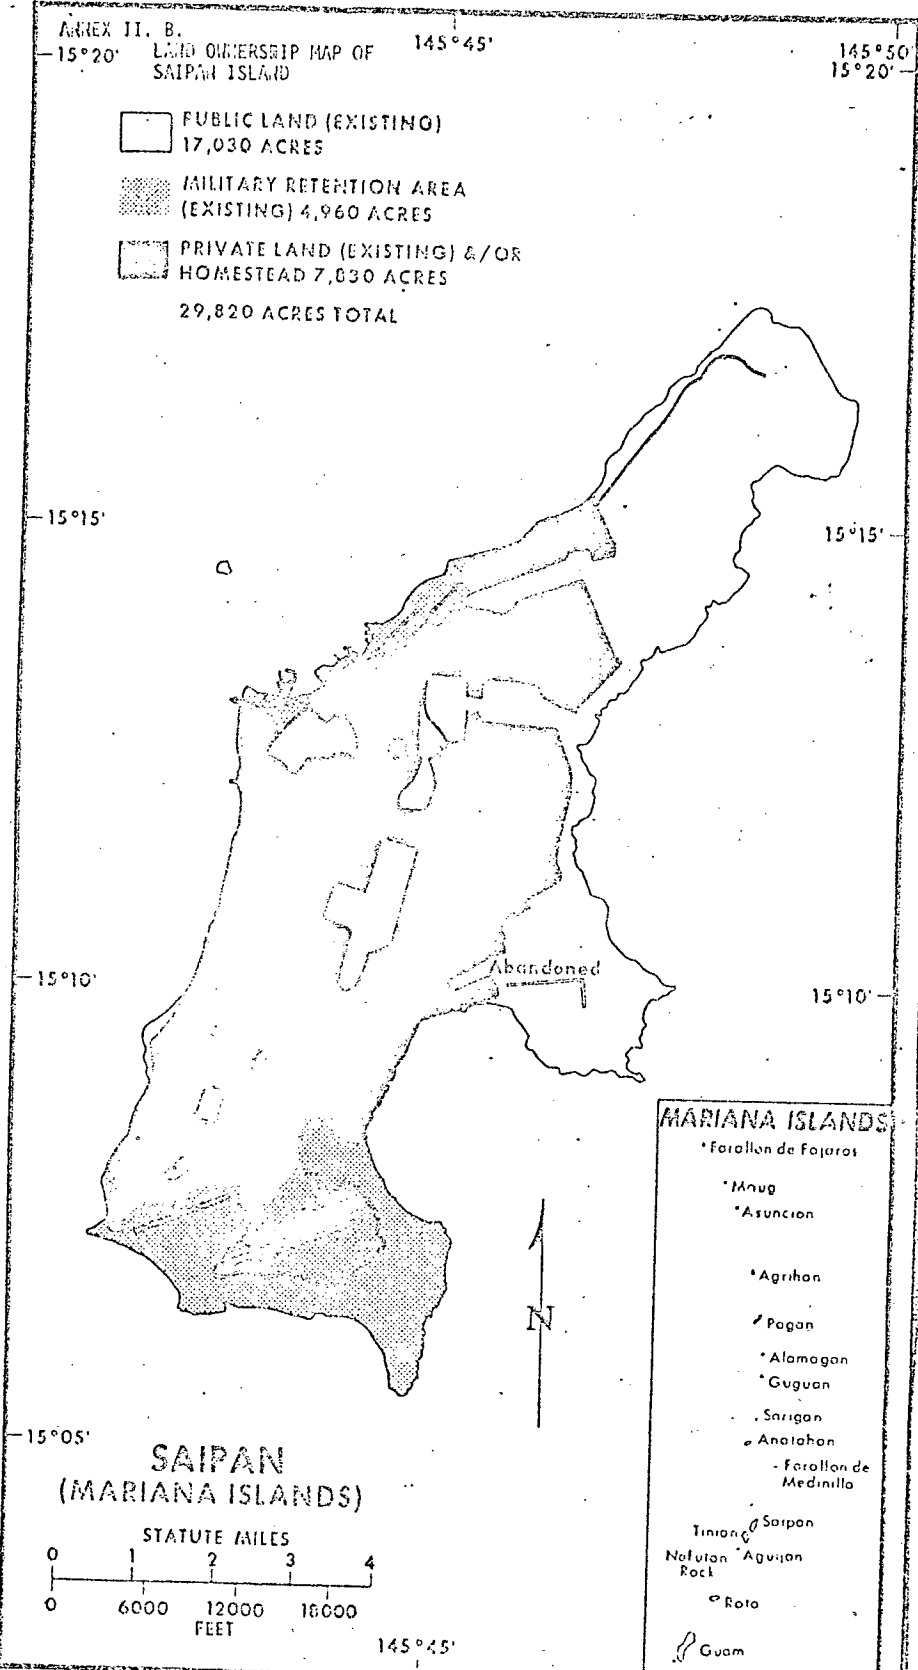 ANNEX II. B.
LAND OWNERSHIP MAP OF
SAIPAN ISLAND
15°20'
145°45'
145°50'
15°20'
PUBLIC LAND (EXISTING)
17,030 ACRES
MILITARY RETENTION AREA
(EXISTING) 4,960 ACRES
PRIVATE LAND (EXISTING) &/OR
HOMESTEAD 7,830 ACRES
29,820 ACRES TOTAL
15°15'
15°15'
Abandoned
15°10'
15°10'
15°05'
N
SAIPAN
(MARIANA ISLANDS)
STATUTE MILES
0 1 2 3 4
0 6000 12000 18000
FEET
145°45'
MARIANA ISLANDS
Farallon de Pajaros
Maug
Asuncion
Agrihan
Pagan
Alamagan
Guguan
Sarigan
Anatahan
Farallon de
Medinilla
Saipan
Tinian
Aguijan
Nafutan
Rock
Rota
Guam